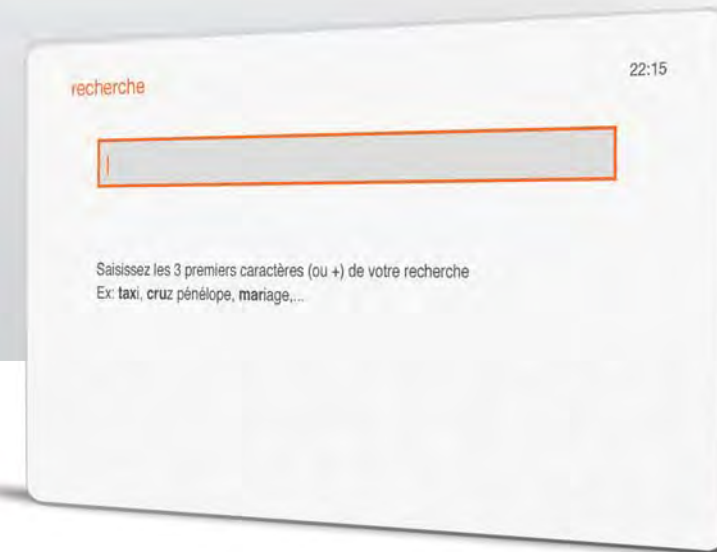 recherche
22:15
Saisissez les 3 premiers caractères (ou +) de votre recherche
Ex: taxi, cruz pénélope, mariage,...